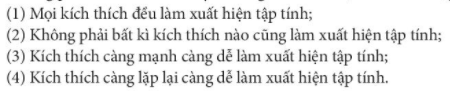 (1) Mọi kích thích đều làm xuất hiện tập tính;
(2) Không phải bất kì kích thích nào cũng làm xuất hiện tập tính;
(3) Kích thích càng mạnh càng dễ làm xuất hiện tập tính;
(4) Kích thích càng lặp lại càng dễ làm xuất hiện tập tính.